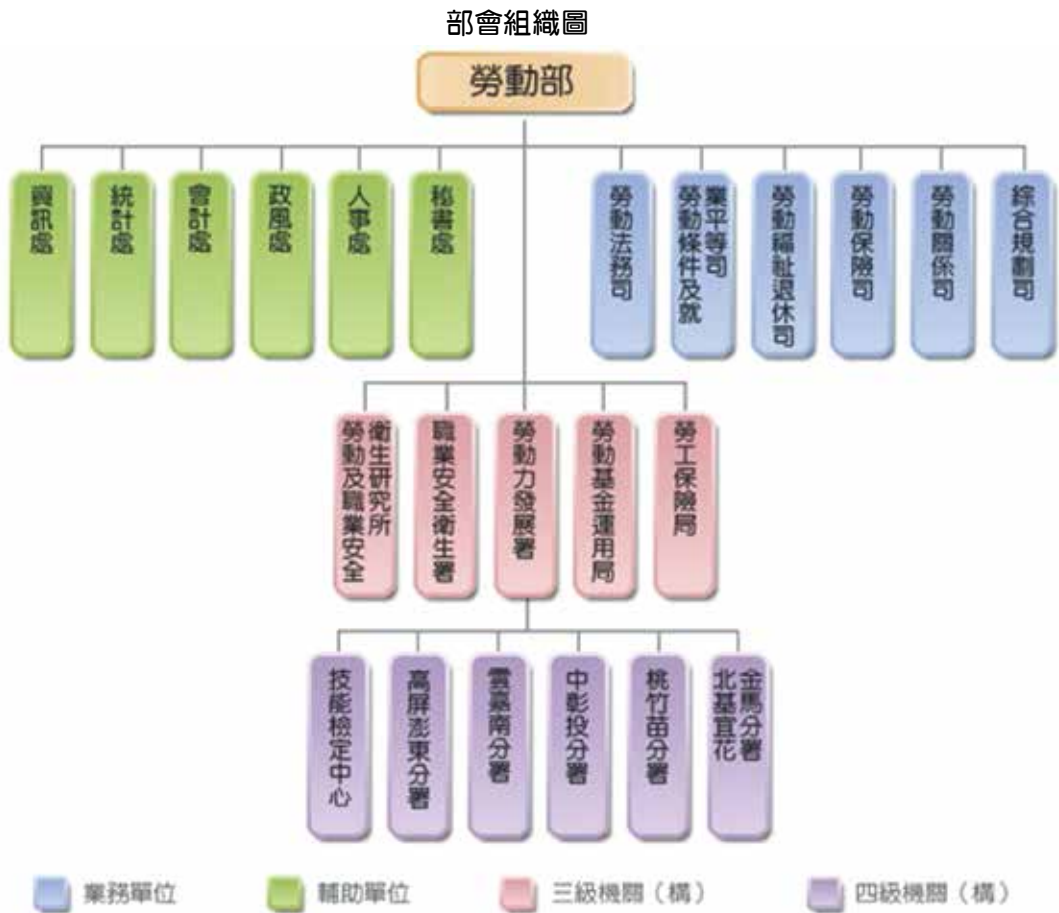 部會組織圖
勞動部
資訊處
統計處
會計處
政風處
人事處
秘書處
勞動法務司
勞動條件及就
業平等司
勞動福祉退休司
勞動保險司
勞動關係司
綜合規劃司
勞動及職業安全
衛生研究所
職業安全衛生署
勞動力發展署
勞動基金運用局
勞工保險局
技能檢定中心
高屏澎東分署
雲嘉南分署
中彰投分署
桃竹苗分署
北基宜花
金馬分署
業務單位
輔助單位
三級機關（構）
四級機關（構）